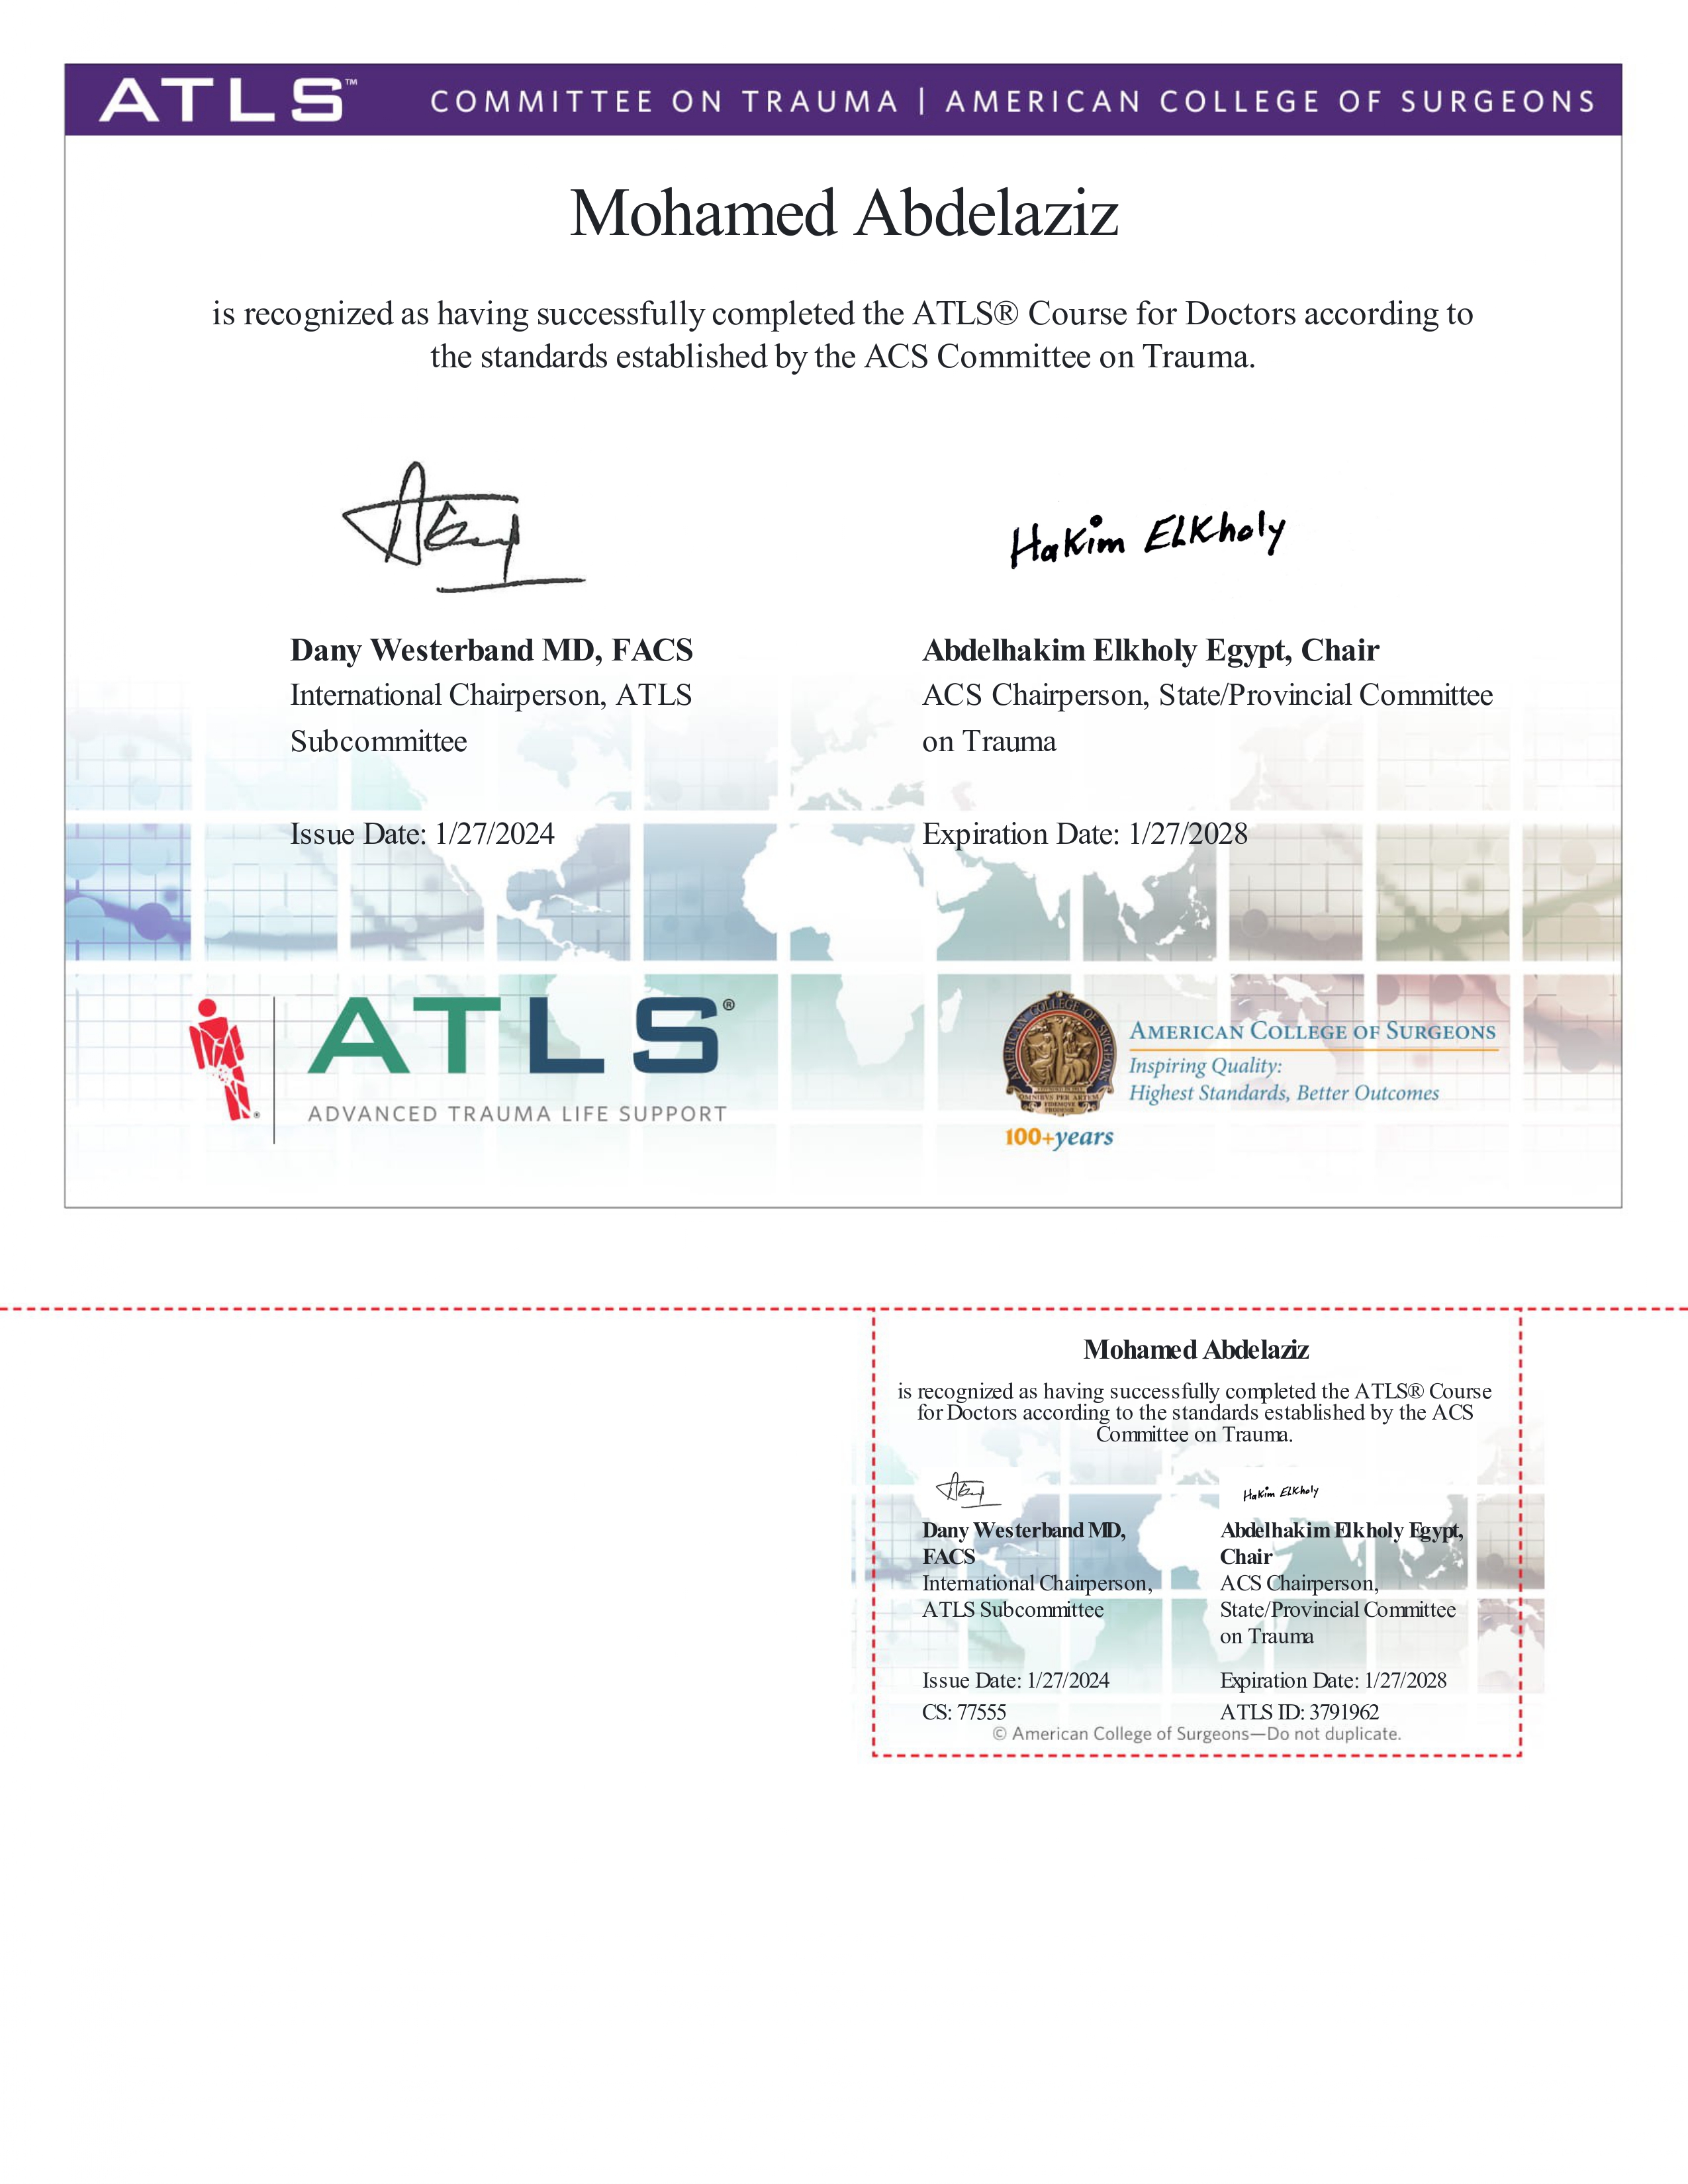 ATLS™ COMMITTEE ON TRAUMA | AMERICAN COLLEGE OF SURGEONS
Mohamed Abdelaziz
is recognized as having successfully completed the ATLS® Course for Doctors according to
the standards established by the ACS Committee on Trauma.
Hakim ElKholy
Dany Westerband MD, FACS
International Chairperson, ATLS
Subcommittee
Abdelhakim Elkholy Egypt, Chair
ACS Chairperson, State/Provincial Committee
on Trauma
Issue Date: 1/27/2024
Expiration Date: 1/27/2028
ATLS®
ADVANCED TRAUMA LIFE SUPPORT
AMERICAN COLLEGE OF SURGEONS
Inspiring Quality:
Highest Standards, Better Outcomes
100+years
Mohamed Abdelaziz
is recognized as having successfully completed the ATLS® Course
for Doctors according to the standards established by the ACS
Committee on Trauma.
Hakim ElKholy
Dany Westerband MD,
FACS
International Chairperson,
ATLS Subcommittee
Abdelhakim Elkholy Egypt,
Chair
ACS Chairperson,
State/Provincial Committee
on Trauma
Issue Date: 1/27/2024
Expiration Date: 1/27/2028
CS: 77555
ATLS ID: 3791962
© American College of Surgeons—Do not duplicate.